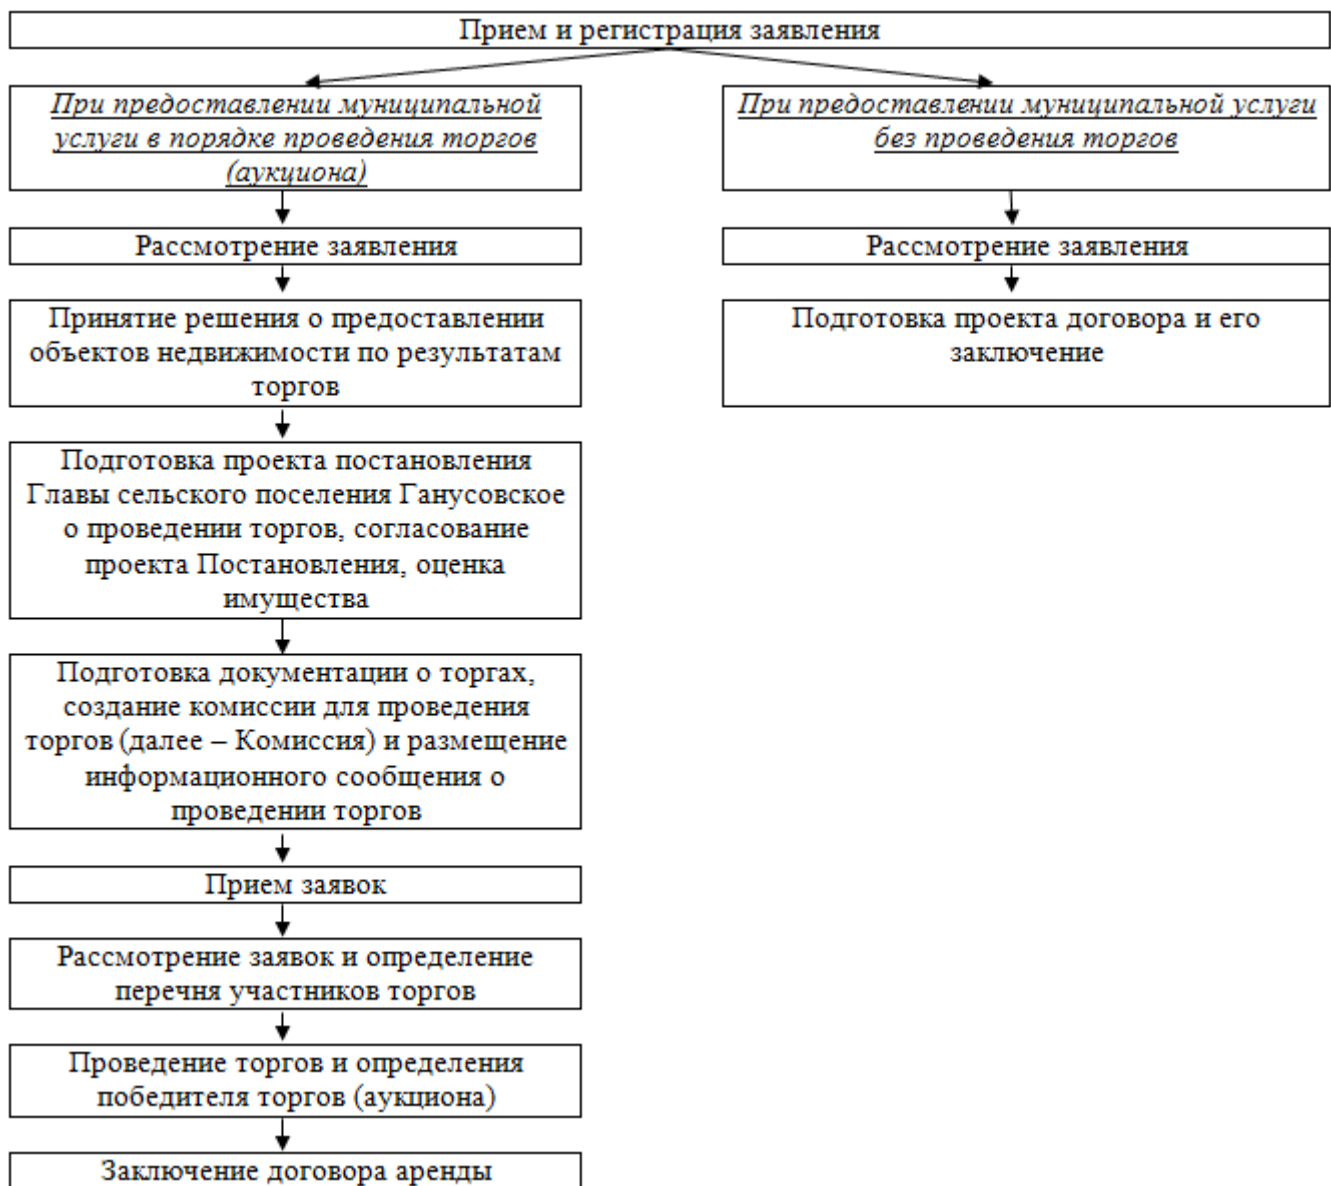 Прием и регистрация заявления
При предоставлении муниципальной
услуги в порядке проведения торгов
(аукциона)
При предоставлении муниципальной услуги
без проведения торгов
Рассмотрение заявления
Рассмотрение заявления
Принятие решения о предоставлении
объектов недвижимости по результатам
торгов
Подготовка проекта договора и его
заключение
Подготовка проекта постановления
Главы сельского поселения Ганусовское
о проведении торгов, согласование
проекта Постановления, оценка
имущества
Подготовка документации о торгах,
создание комиссии для проведения
торгов (далее – Комиссия) и размещение
информационного сообщения о
проведении торгов
Прием заявок
Рассмотрение заявок и определение
перечня участников торгов
Проведение торгов и определения
победителя торгов (аукциона)
Заключение договора аренды